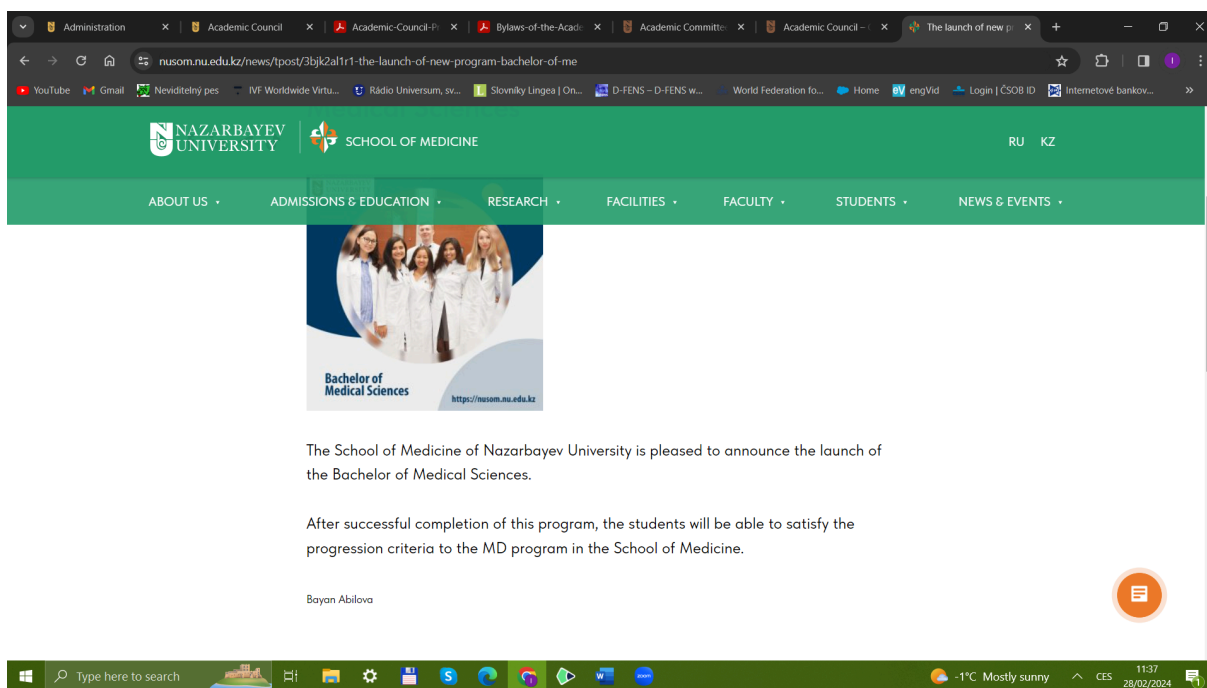 Administration
Academic Council
Academic-Council-Pr
Bylaws-of-the-Acade
Academic Committe
Academic Council – C
The launch of new pr
nusom.nu.edu.kz/news/tpost/3bjk2al1r1-the-launch-of-new-program-bachelor-of-me
YouTube
Gmail
Neviditelný pes
IVF Worldwide Virtu...
Rádio Universum, sv...
Slovníky Lingea | On...
D-FENS – D-FENS w...
World Federation fo...
Home
engVid
Login | ČSOB ID
Internetové bankov...
Medical Sciences
NAZARBAYEV
UNIVERSITY
SCHOOL OF MEDICINE
RU KZ
ABOUT US
ADMISSIONS & EDUCATION
RESEARCH
FACILITIES
FACULTY
STUDENTS
NEWS & EVENTS
Bachelor of
Medical Sciences
https://nusom.nu.edu.kz
The School of Medicine of Nazarbayev University is pleased to announce the launch of
the Bachelor of Medical Sciences.
After successful completion of this program, the students will be able to satisfy the
progression criteria to the MD program in the School of Medicine.
Bayan Abilova
Type here to search
-1°C Mostly sunny
CES
11:37
28/02/2024